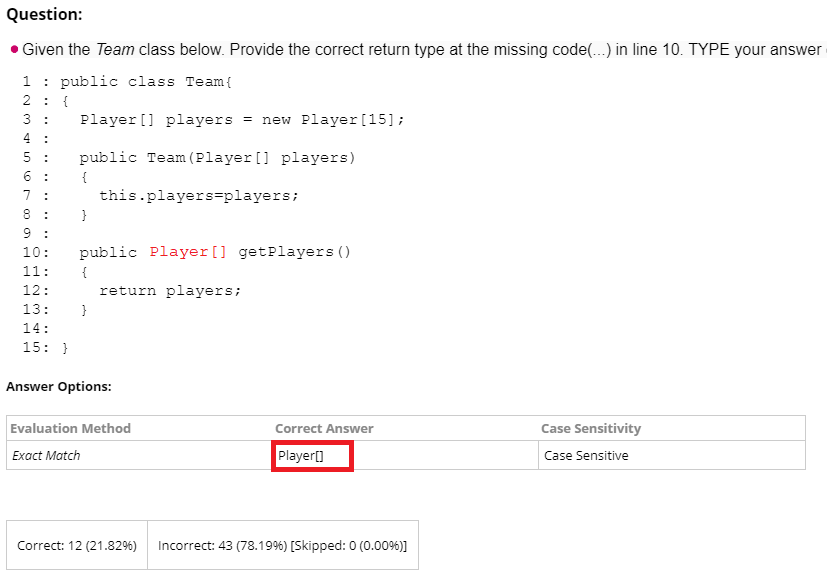 Question:
• Given the Team class below. Provide the correct return type at the missing code(...) in line 10. TYPE your answer
1 : public class Team{
2 : {
3 :   Player[] players = new Player[15];
4 :
5 :   public Team(Player[] players)
6 :   {
7 :     this.players=players;
8 :   }
9 :
10:   public Player[] getPlayers()
11:   {
12:     return players;
13:   }
14:
15: }
Answer Options:
Evaluation Method Correct Answer Case Sensitivity
Exact Match Player[] Case Sensitive
Correct: 12 (21.82%) Incorrect: 43 (78.19%) [Skipped: 0 (0.00%)]